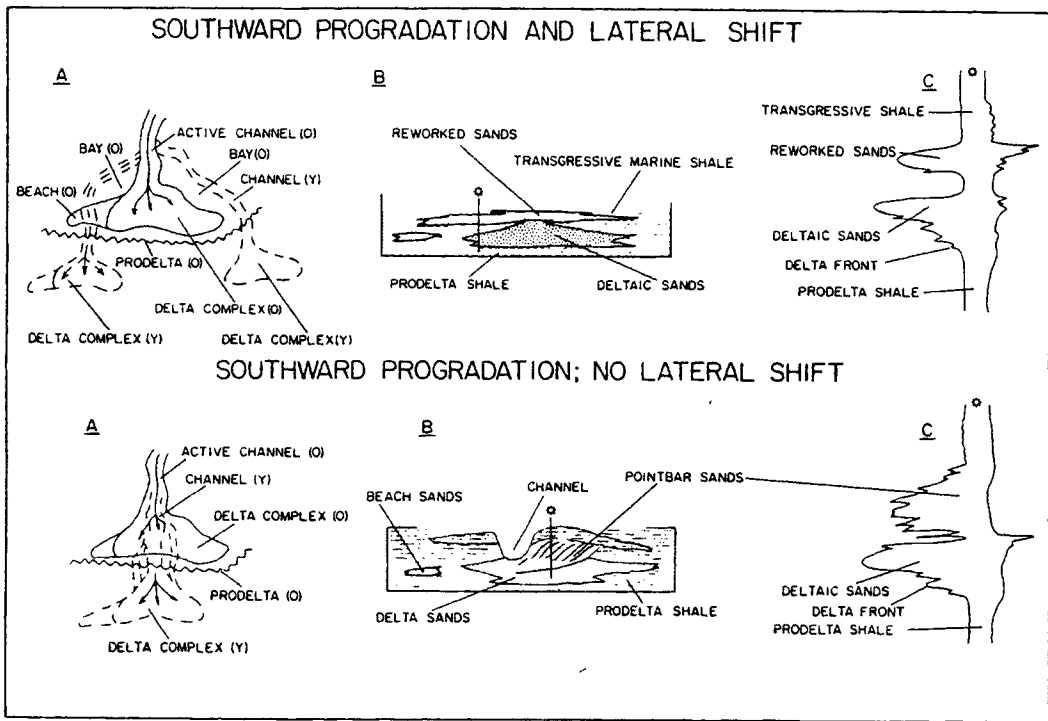 SOUTHWARD PROGRADATION AND LATERAL SHIFT
A
ACTIVE CHANNEL (O)
BAY (O)
BAY (O)
CHANNEL (Y)
BEACH (O)
PRODELTA (O)
DELTA COMPLEX (O)
DELTA COMPLEX (Y)
DELTA COMPLEX (Y)
B
REWORKED SANDS
TRANSGRESSIVE MARINE SHALE
PRODELTA SHALE
DELTAIC SANDS
C
TRANSGRESSIVE SHALE
REWORKED SANDS
DELTAIC SANDS
DELTA FRONT
PRODELTA SHALE
SOUTHWARD PROGRADATION; NO LATERAL SHIFT
A
ACTIVE CHANNEL (O)
CHANNEL (Y)
DELTA COMPLEX (O)
PRODELTA (O)
DELTA COMPLEX (Y)
B
BEACH SANDS
CHANNEL
POINTBAR SANDS
DELTA SANDS
PRODELTA SHALE
C
DELTAIC SANDS
DELTA FRONT
PRODELTA SHALE